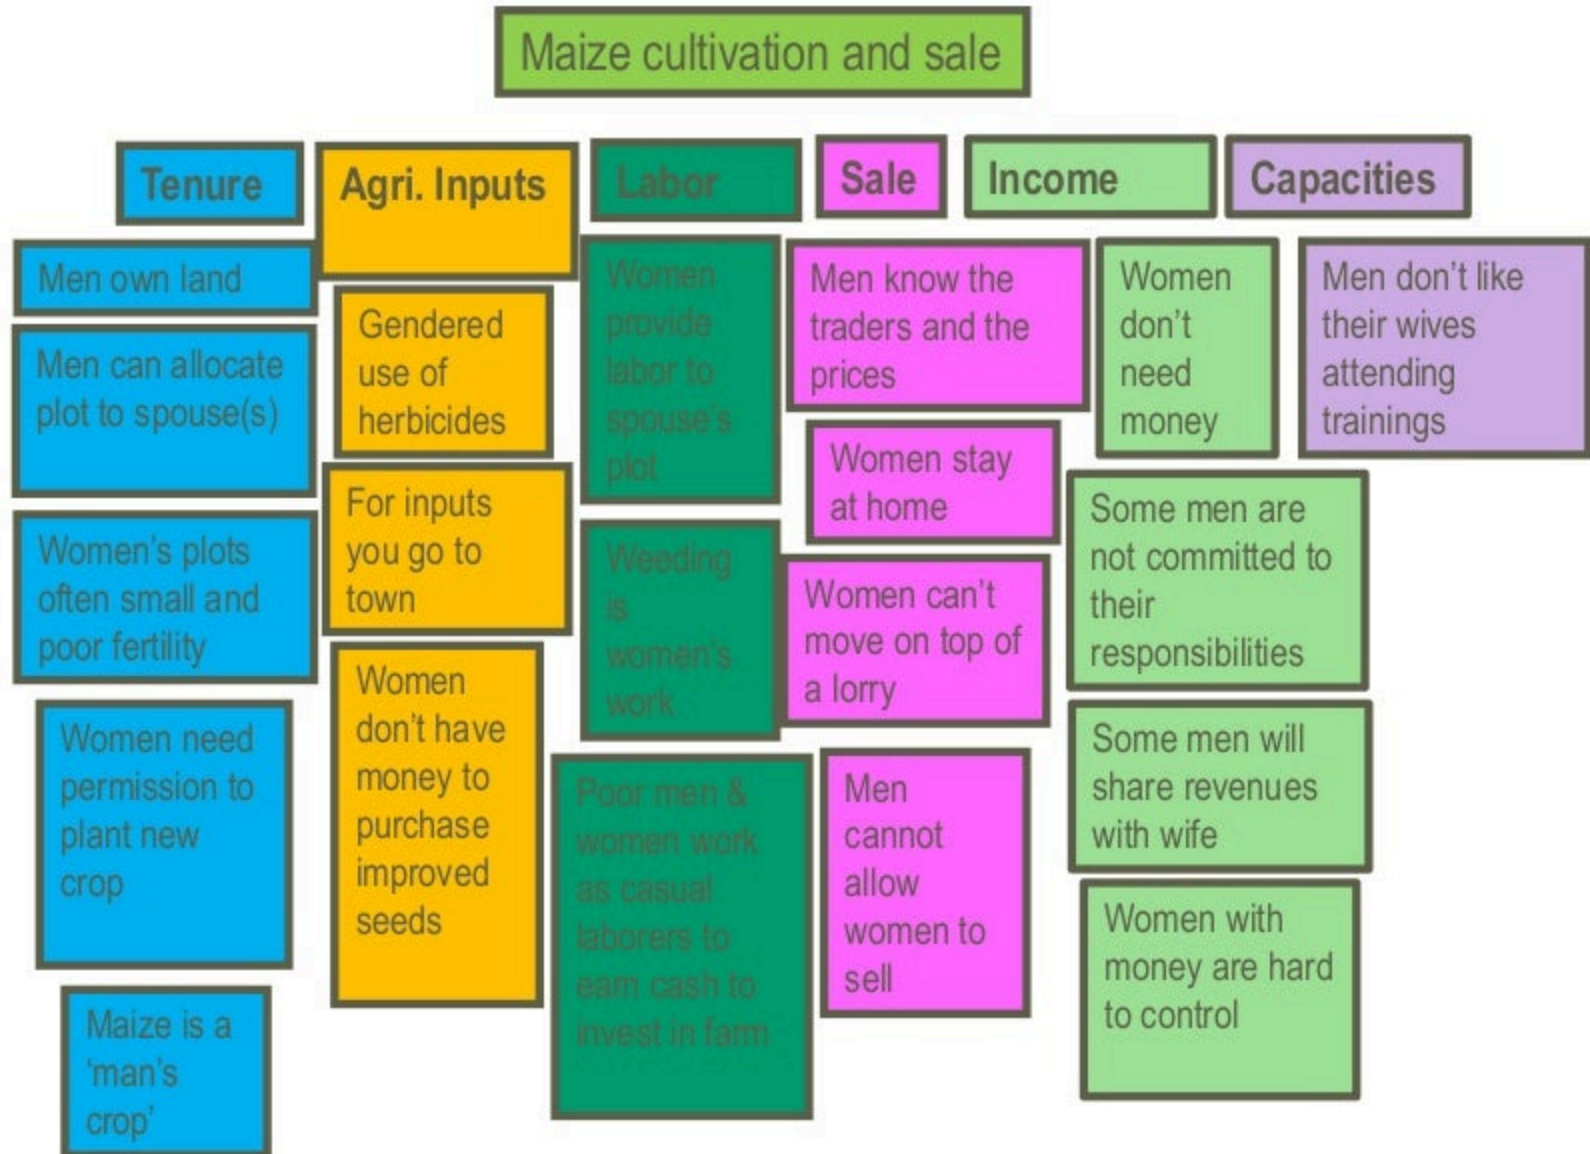 Maize cultivation and sale
Tenure
Men own land
Men can allocate
plot to spouse(s)
Women's plots
often small and
poor fertility
Women need
permission to
plant new
crop
Maize is a
‘man's
crop’
Agri. Inputs
Gendered
use of
herbicides
For inputs
you go to
town
Women
don't have
money to
purchase
improved
seeds
Labor
Women
provide
labor to
spouse's
plot
Weeding
is
women's
work
Poor men &
women work
as casual
laborers to
earn cash to
invest in farm
Sale
Men know the
traders and the
prices
Women stay
at home
Women can't
move on top of
a lorry
Men
cannot
allow
women to
sell
Income
Women
don't
need
money
Some men are
not committed to
their
responsibilities
Some men will
share revenues
with wife
Women with
money are hard
to control
Capacities
Men don't like
their wives
attending
trainings